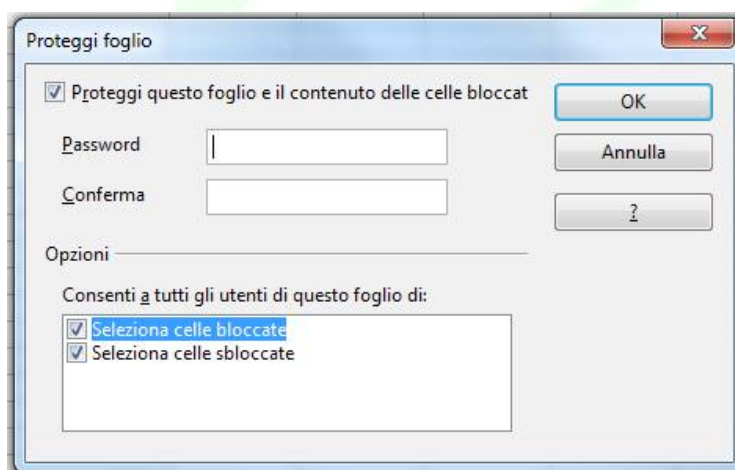 Proteggi foglio
Proteggi questo foglio e il contenuto delle celle bloccat
OK
Password
Annulla
Conferma
?
Opzioni
Consenti a tutti gli utenti di questo foglio di:
Seleziona celle bloccate
Seleziona celle sbloccate